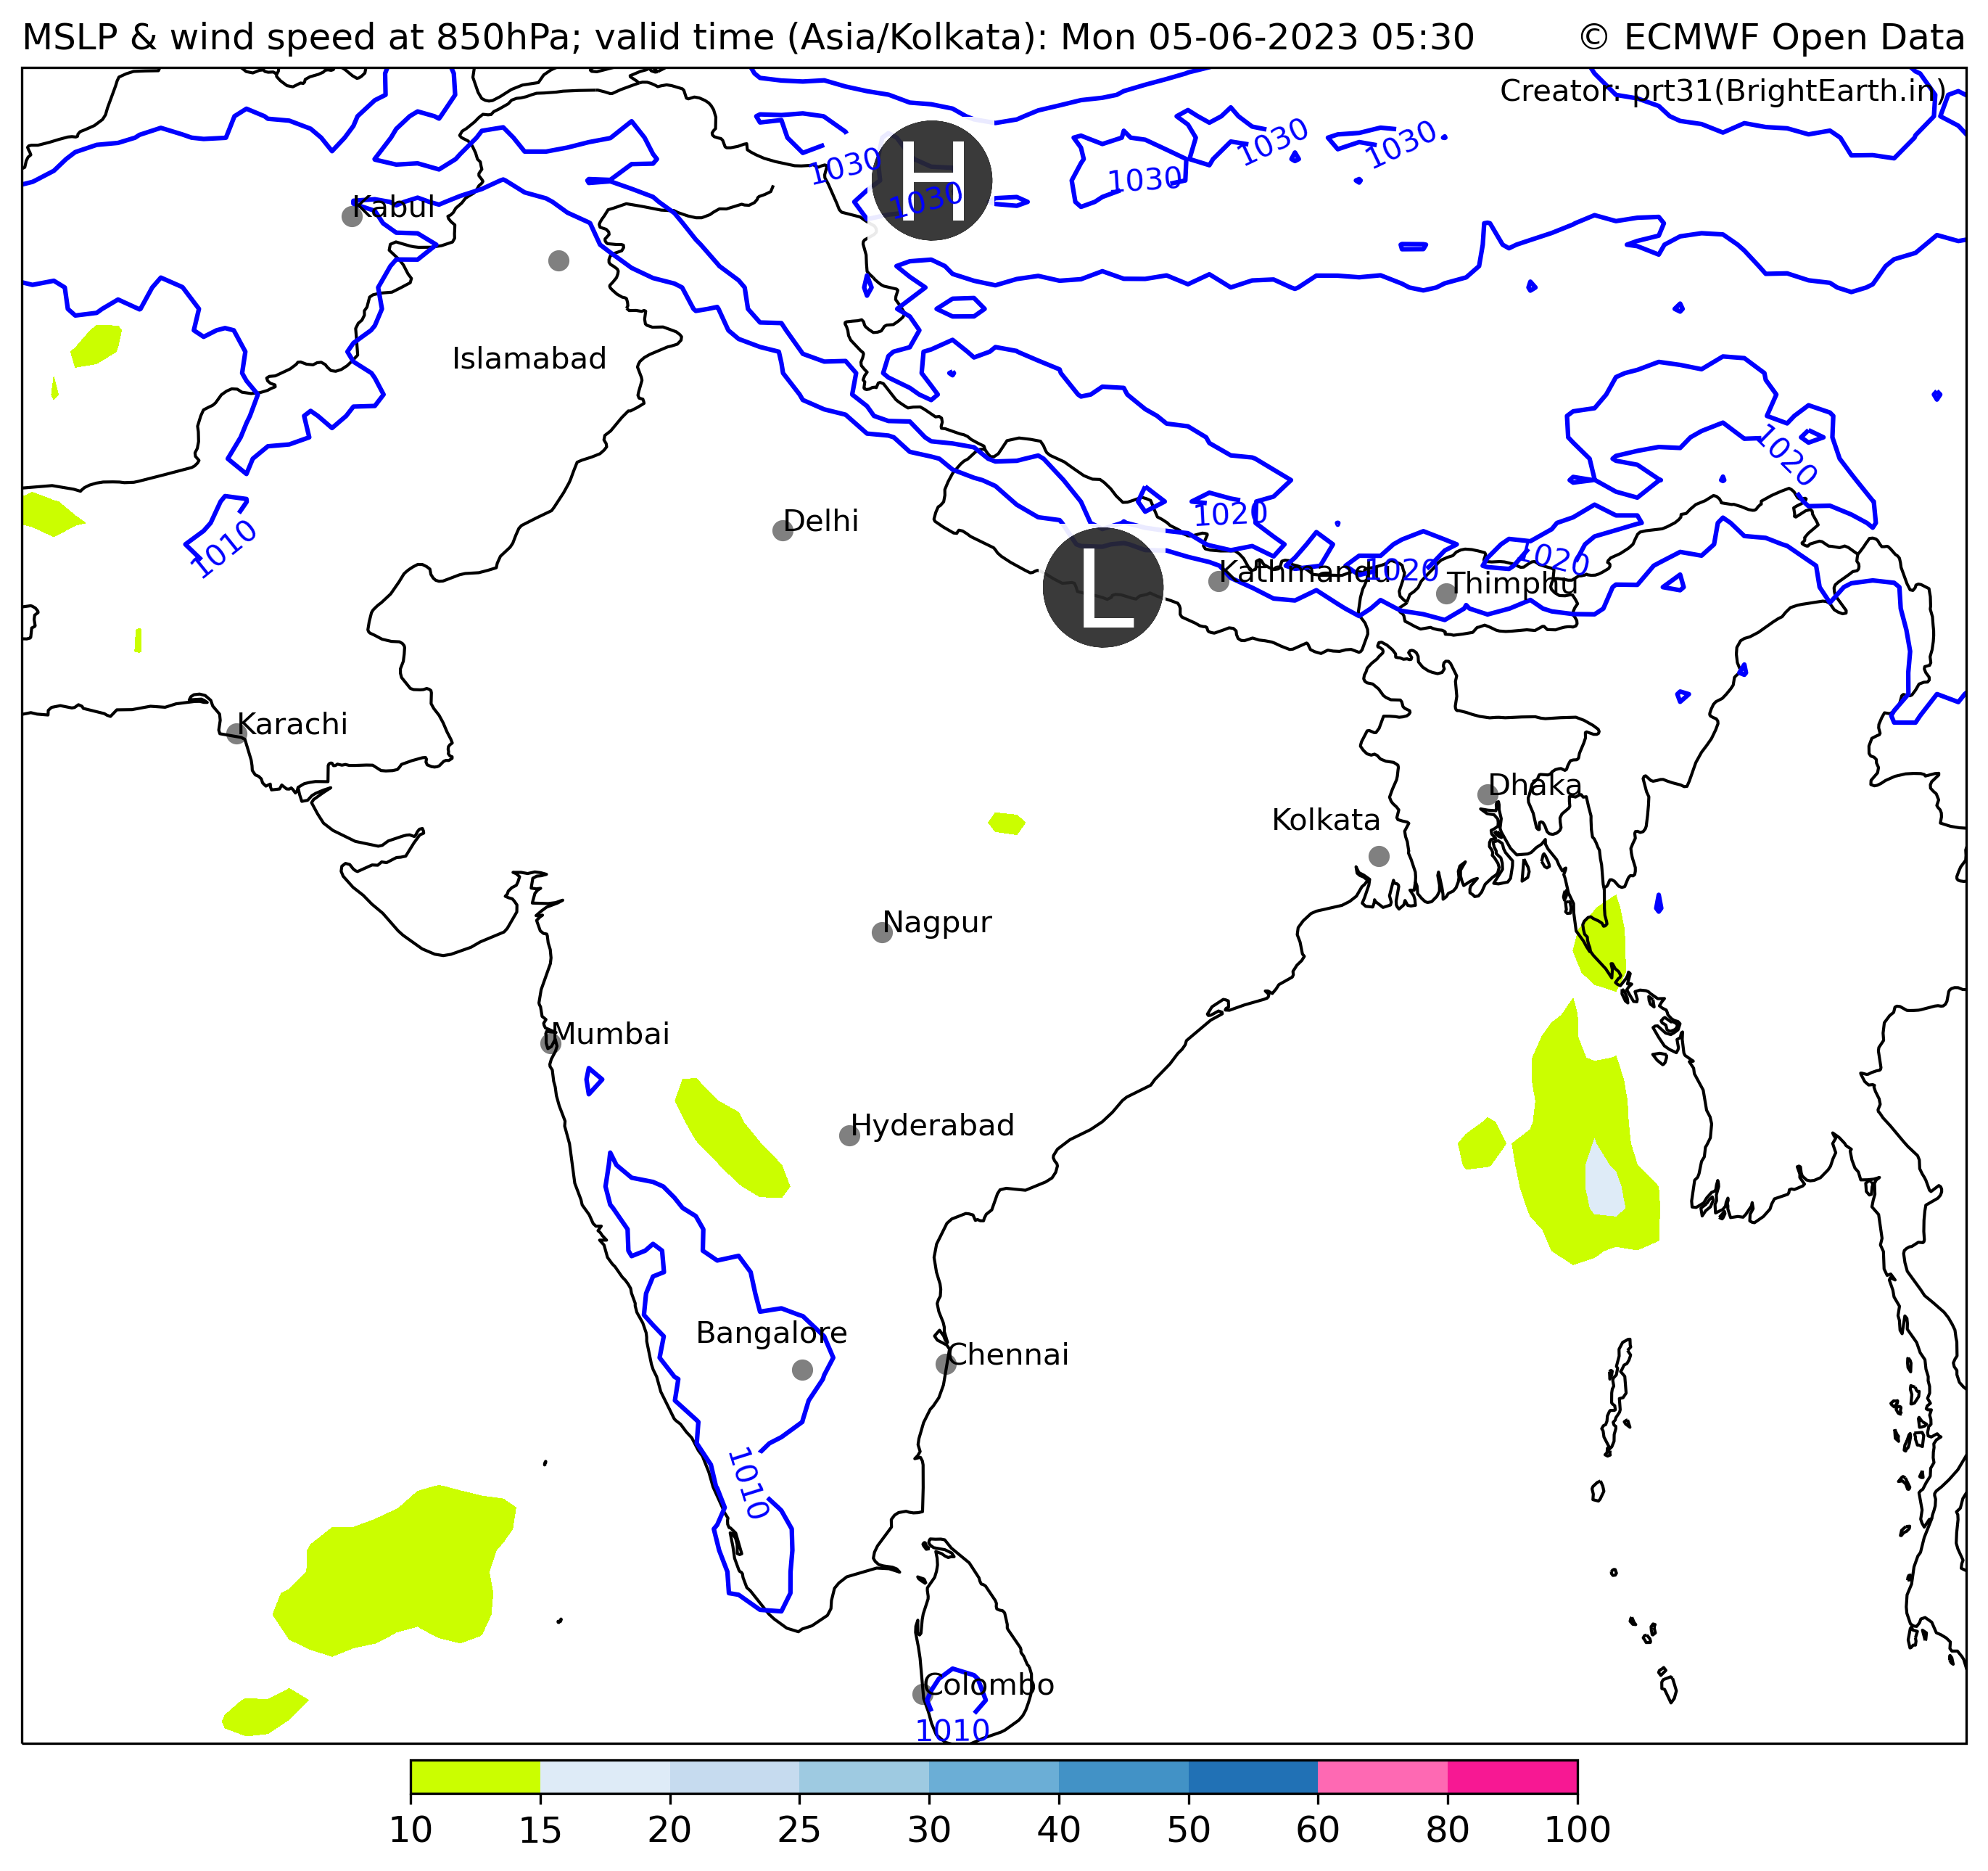 MSLP & wind speed at 850hPa; valid time (Asia/Kolkata): Mon 05-06-2023 05:30
© ECMWF Open Data
Creator: prt31(BrightEarth.in)
1030
1030
1030
1030
1030
H
Kabul
Islamabad
1020
Delhi
1010
1020
1020
1020
Kathmandu
Thimphu
L
Karachi
Dhaka
Kolkata
Nagpur
Mumbai
Hyderabad
Bangalore
Chennai
1010
Colombo
1010
10 15 20 25 30 40 50 60 80 100